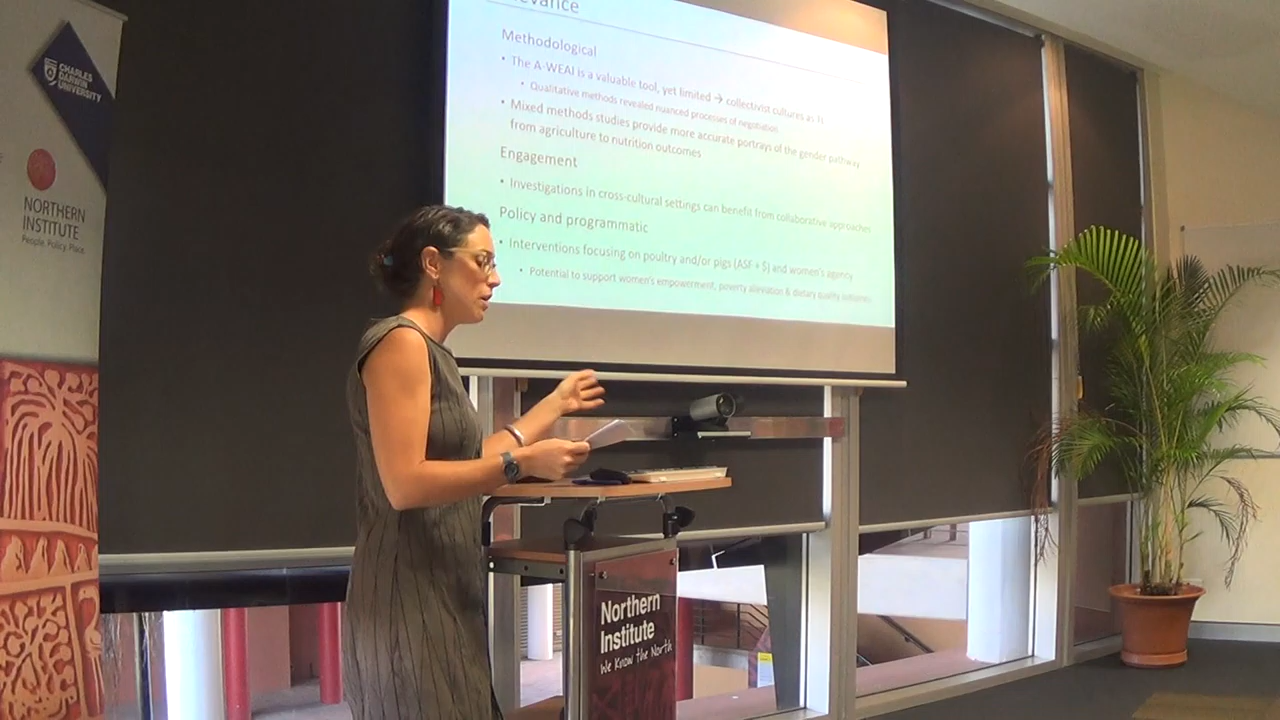 CHARLES
DARWIN
UNIVERSITY
NORTHERN
INSTITUTE
People. Policy. Place.
Methodological
• The A-WEAI is a valuable tool, yet limited → collectivist cultures as it
• Qualitative methods revealed nuanced processes of negotiation
• Mixed methods studies provide more accurate portrays of the gender pathway
from agriculture to nutrition outcomes
Engagement
• Investigations in cross-cultural settings can benefit from collaborative approaches
Policy and programmatic
• Interventions focusing on poultry and/or pigs (ASF + $) and women's agency
• Potential to support women's empowerment, poverty alleviation & dietary quality outcomes
Northern
Institute
We Know the North